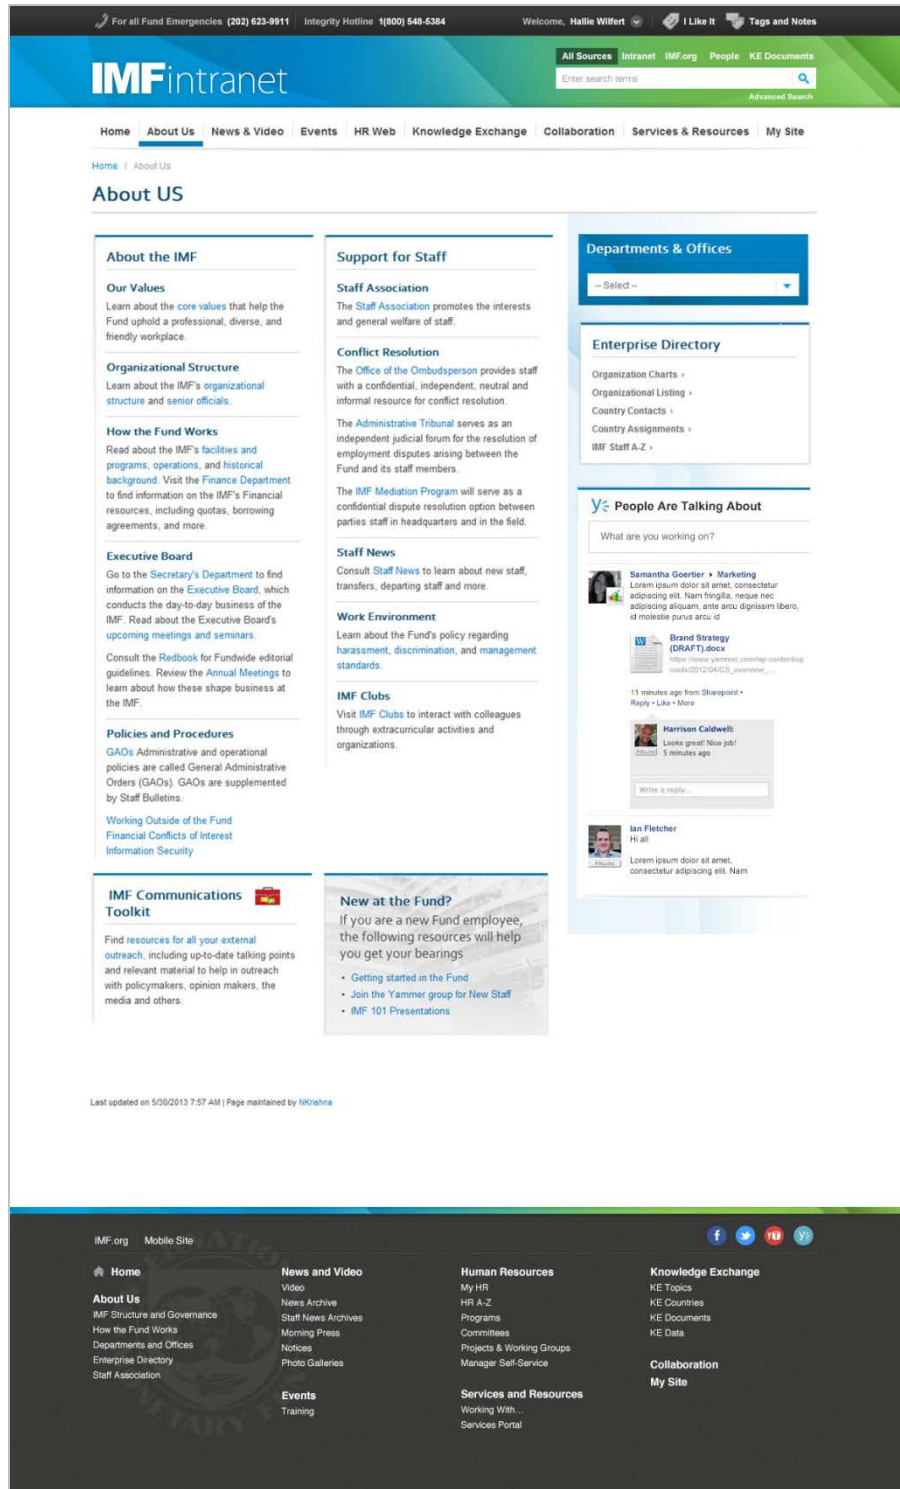 For all Fund Emergencies (202) 623-9911 Integrity Hotline 1(800) 548-5384 Welcome, Hallie Wilfert I Like It Tags and Notes
IMFintranet
All Sources Intranet IMF.org People KE Documents
Enter search terms
Advanced Search
Home About Us News & Video Events HR Web Knowledge Exchange Collaboration Services & Resources My Site
Home / About Us
About US
About the IMF
Our Values
Learn about the core values that help the
Fund uphold a professional, diverse, and
friendly workplace.
Organizational Structure
Learn about the IMF's organizational
structure and senior officials.
How the Fund Works
Read about the IMF's facilities and
programs, operations, and historical
background. Visit the Finance Department
to find information on the IMF's Financial
resources, including quotas, borrowing
agreements, and more.
Executive Board
Go to the Secretary's Department to find
information on the Executive Board, which
conducts the day-to-day business of the
IMF. Read about the Executive Board's
upcoming meetings and seminars.
Consult the Redbook for Fundwide editorial
guidelines. Review the Annual Meetings to
learn about how these shape business at
the IMF.
Policies and Procedures
GAOs Administrative and operational
policies are called General Administrative
Orders (GAOs). GAOs are supplemented
by Staff Bulletins.
Working Outside of the Fund
Financial Conflicts of Interest
Information Security
Support for Staff
Staff Association
The Staff Association promotes the interests
and general welfare of staff.
Conflict Resolution
The Office of the Ombudsperson provides staff
with a confidential, independent, neutral and
informal resource for conflict resolution.
The Administrative Tribunal serves as an
independent judicial forum for the resolution of
employment disputes arising between the
Fund and its staff members.
The IMF Mediation Program will serve as a
confidential dispute resolution option between
parties staff in headquarters and in the field.
Staff News
Consult Staff News to learn about new staff,
transfers, departing staff and more.
Work Environment
Learn about the Fund's policy regarding
harassment, discrimination, and management
standards.
IMF Clubs
Visit IMF Clubs to interact with colleagues
through extracurricular activities and
organizations.
Departments & Offices
-- Select --
Enterprise Directory
Organization Charts ›
Organizational Listing ›
Country Contacts ›
Country Assignments ›
IMF Staff A-Z ›
People Are Talking About
What are you working on?
Samantha Goertier ▸ Marketing
Lorem ipsum dolor sit amet, consectetur
adipiscing elit. Nam fringilla, neque nec
adipiscing aliquam, ante arcu dignissim libero,
id molestie purus arcu id
Brand Strategy
(DRAFT).docx
https://www.yammer.com/wp-content/up
loads/2012/04/CS_overview_...
11 minutes ago from Sharepoint •
Reply • Like • More
Harrison Caldwell:
Looks great! Nice job!
5 minutes ago
FOLLOW
Write a reply...
Ian Fletcher
Hi all
FOLLOW
Lorem ipsum dolor sit amet,
consectetur adipiscing elit. Nam
IMF Communications
Toolkit
Find resources for all your external
outreach, including up-to-date talking points
and relevant material to help in outreach
with policymakers, opinion makers, the
media and others.
New at the Fund?
If you are a new Fund employee,
the following resources will help
you get your bearings
• Getting started in the Fund
• Join the Yammer group for New Staff
• IMF 101 Presentations
Last updated on 5/30/2013 7:57 AM | Page maintained by NKrishna
IMF.org Mobile Site
Home
About Us
IMF Structure and Governance
How the Fund Works
Departments and Offices
Enterprise Directory
Staff Association
News and Video
Video
News Archive
Staff News Archives
Morning Press
Notices
Photo Galleries
Events
Training
Human Resources
My HR
HR A-Z
Programs
Committees
Projects & Working Groups
Manager Self-Service
Services and Resources
Working With...
Services Portal
Knowledge Exchange
KE Topics
KE Countries
KE Documents
KE Data
Collaboration
My Site